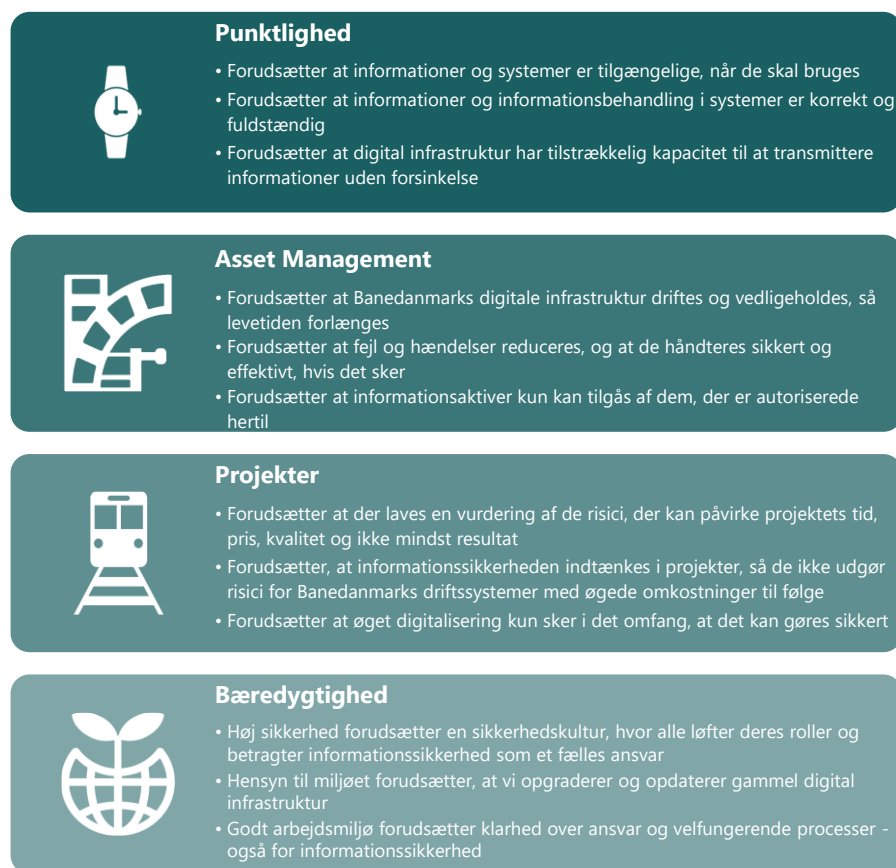 Punktlighed
• Forudsætter at informationer og systemer er tilgængelige, når de skal bruges
• Forudsætter at informationer og informationsbehandling i systemer er korrekt og
fuldstændig
• Forudsætter at digital infrastruktur har tilstrækkelig kapacitet til at transmittere
informationer uden forsinkelse
Asset Management
• Forudsætter at Banedanmarks digitale infrastruktur driftes og vedligeholdes, så
levetiden forlænges
• Forudsætter at fejl og hændelser reduceres, og at de håndteres sikkert og
effektivt, hvis det sker
• Forudsætter at informationsaktiver kun kan tilgås af dem, der er autoriserede
hertil
Projekter
• Forudsætter at der laves en vurdering af de risici, der kan påvirke projektets tid,
pris, kvalitet og ikke mindst resultat
• Forudsætter, at informationssikkerheden indtænkes i projekter, så de ikke udgør
risici for Banedanmarks driftssystemer med øgede omkostninger til følge
• Forudsætter at øget digitalisering kun sker i det omfang, at det kan gøres sikkert
Bæredygtighed
• Høj sikkerhed forudsætter en sikkerhedskultur, hvor alle løfter deres roller og
betragter informationssikkerhed som et fælles ansvar
• Hensyn til miljøet forudsætter, at vi opgraderer og opdaterer gammel digital
infrastruktur
• Godt arbejdsmiljø forudsætter klarhed over ansvar og velfungerende processer -
også for informationssikkerhed